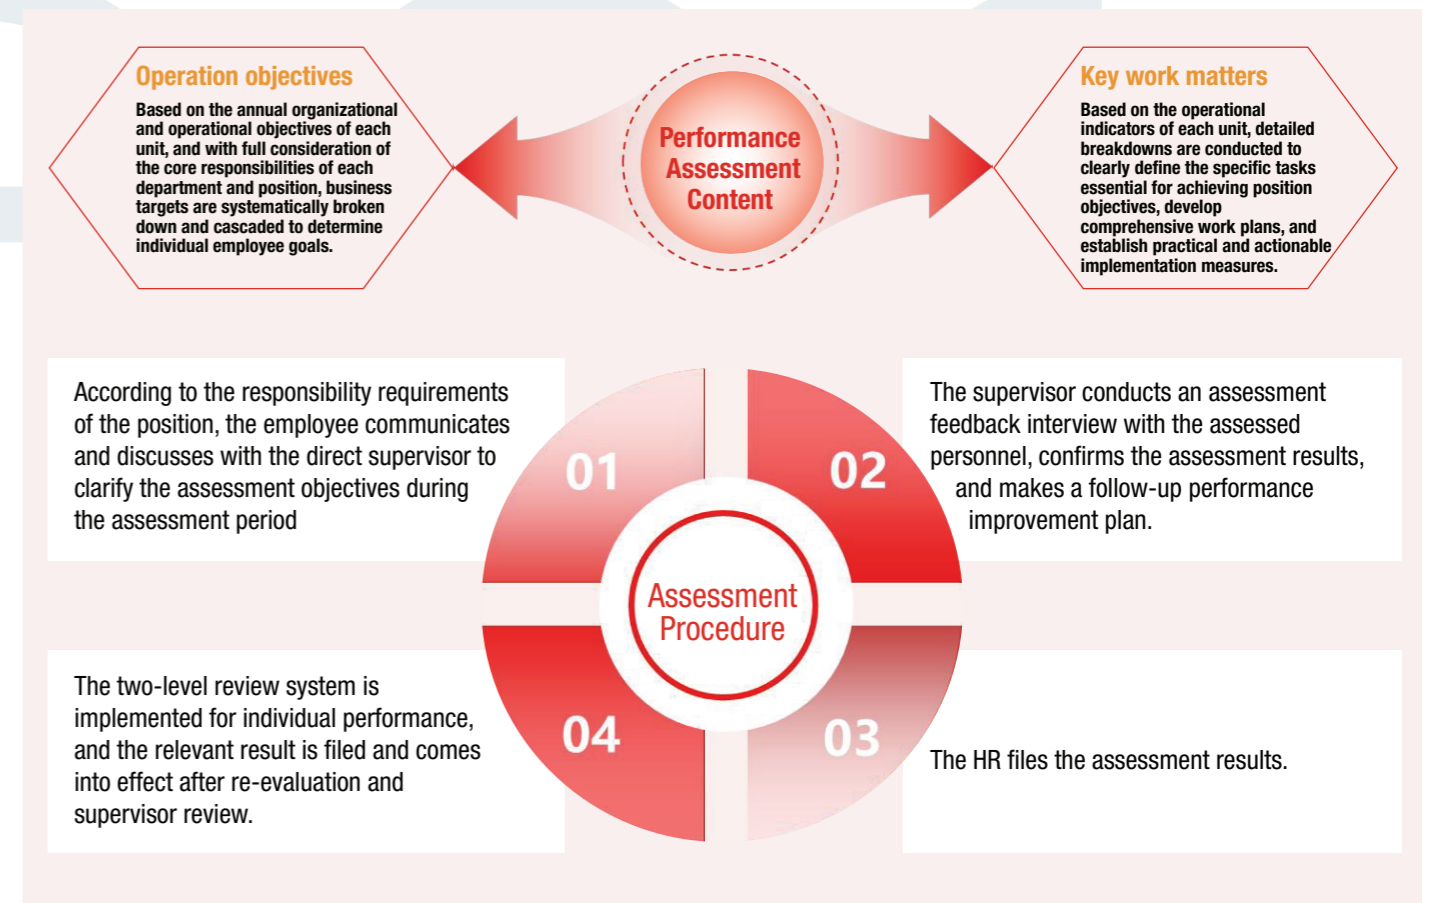 Operation objectives
Based on the annual organizational
and operational objectives of each
unit, and with full consideration of
the core responsibilities of each
department and position, business
targets are systematically broken
down and cascaded to determine
individual employee goals.
Performance
Assessment
Content
Key work matters
Based on the operational
indicators of each unit, detailed
breakdowns are conducted to
clearly define the specific tasks
essential for achieving position
objectives, develop
comprehensive work plans, and
establish practical and actionable
implementation measures.
According to the responsibility requirements
of the position, the employee communicates
and discusses with the direct supervisor to
clarify the assessment objectives during
the assessment period
01
02
The supervisor conducts an assessment
feedback interview with the assessed
personnel, confirms the assessment results,
and makes a follow-up performance
improvement plan.
Assessment
Procedure
The two-level review system is
implemented for individual performance,
and the relevant result is filed and comes
into effect after re-evaluation and
supervisor review.
04
03
The HR files the assessment results.